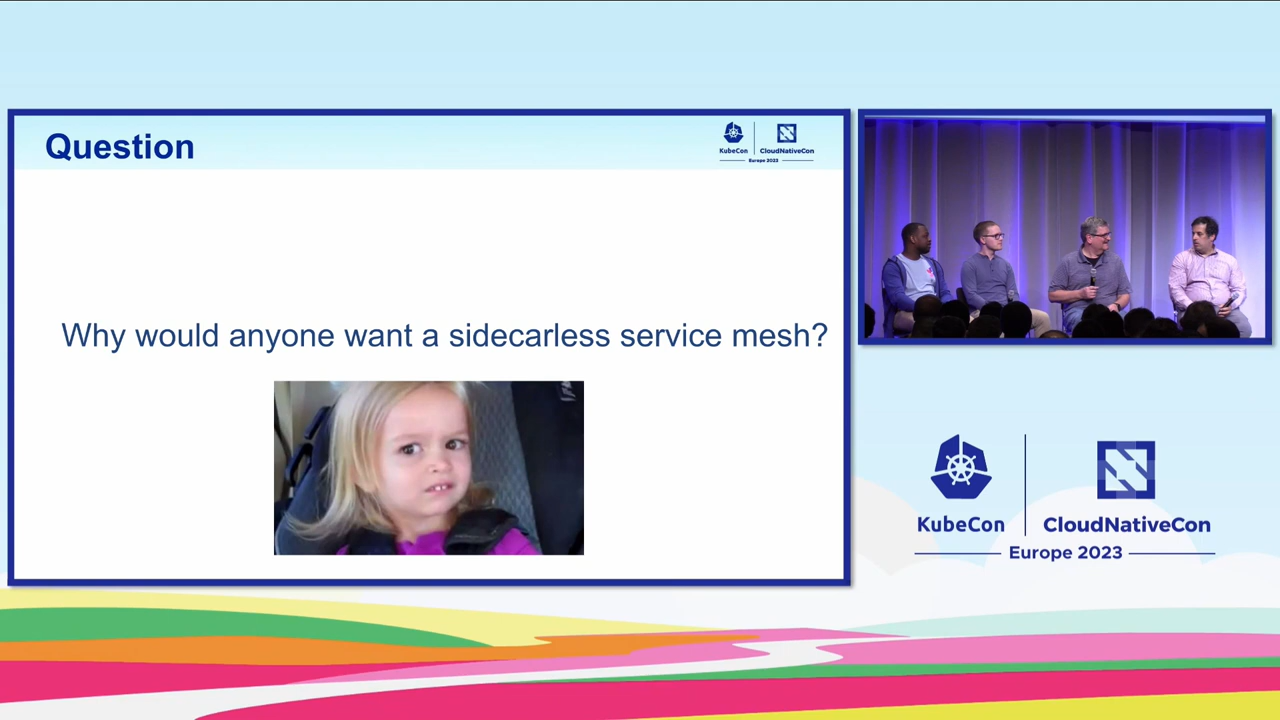 Question
KubeCon
CloudNativeCon
Europe 2023
Why would anyone want a sidecarless service mesh?
KubeCon
CloudNativeCon
Europe 2023